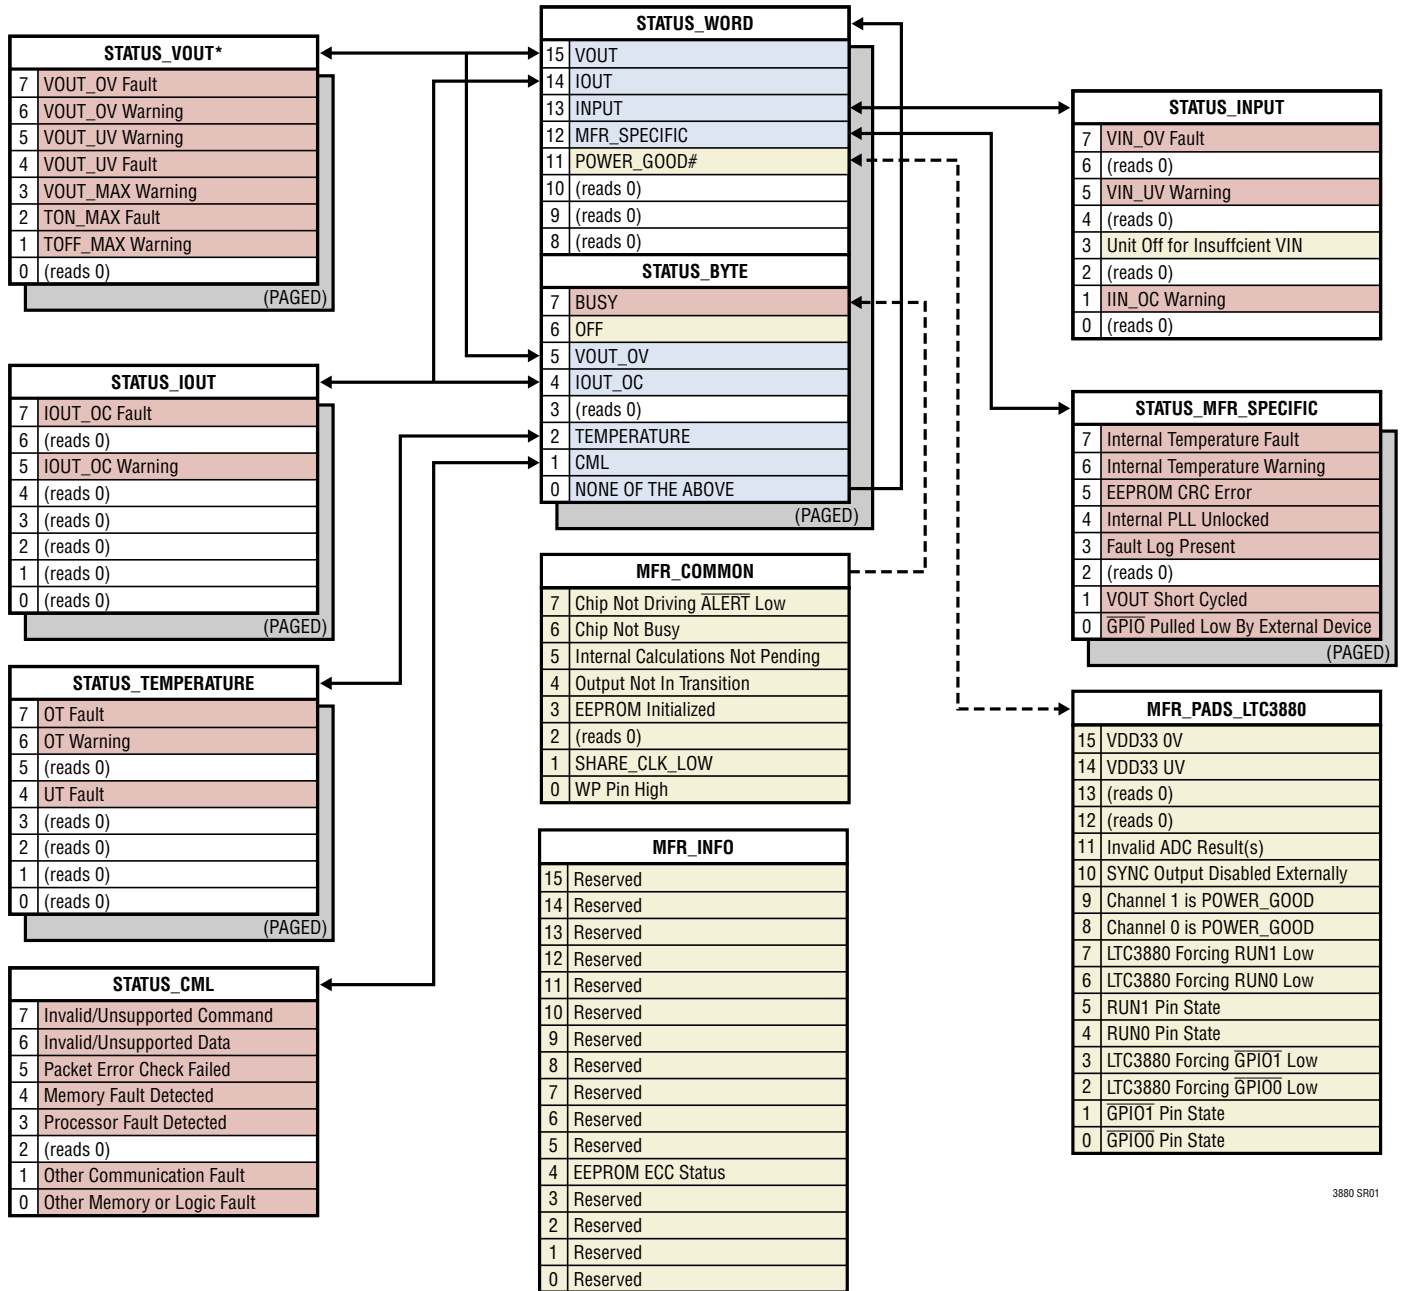 STATUS_VOUT*
7 VOUT_OV Fault
6 VOUT_OV Warning
5 VOUT_UV Warning
4 VOUT_UV Fault
3 VOUT_MAX Warning
2 TON_MAX Fault
1 TOFF_MAX Warning
0 (reads 0)
(PAGED)
STATUS_IOUT
7 IOUT_OC Fault
6 (reads 0)
5 IOUT_OC Warning
4 (reads 0)
3 (reads 0)
2 (reads 0)
1 (reads 0)
0 (reads 0)
(PAGED)
STATUS_TEMPERATURE
7 OT Fault
6 OT Warning
5 (reads 0)
4 UT Fault
3 (reads 0)
2 (reads 0)
1 (reads 0)
0 (reads 0)
(PAGED)
STATUS_CML
7 Invalid/Unsupported Command
6 Invalid/Unsupported Data
5 Packet Error Check Failed
4 Memory Fault Detected
3 Processor Fault Detected
2 (reads 0)
1 Other Communication Fault
0 Other Memory or Logic Fault
STATUS_WORD
15 VOUT
14 IOUT
13 INPUT
12 MFR_SPECIFIC
11 POWER_GOOD#
10 (reads 0)
9 (reads 0)
8 (reads 0)
STATUS_BYTE
7 BUSY
6 OFF
5 VOUT_OV
4 IOUT_OC
3 (reads 0)
2 TEMPERATURE
1 CML
0 NONE OF THE ABOVE
(PAGED)
MFR_COMMON
7 Chip Not Driving ALERT Low
6 Chip Not Busy
5 Internal Calculations Not Pending
4 Output Not In Transition
3 EEPROM Initialized
2 (reads 0)
1 SHARE_CLK_LOW
0 WP Pin High
MFR_INFO
15 Reserved
14 Reserved
13 Reserved
12 Reserved
11 Reserved
10 Reserved
9 Reserved
8 Reserved
7 Reserved
6 Reserved
5 Reserved
4 EEPROM ECC Status
3 Reserved
2 Reserved
1 Reserved
0 Reserved
STATUS_INPUT
7 VIN_OV Fault
6 (reads 0)
5 VIN_UV Warning
4 (reads 0)
3 Unit Off for Insuffcient VIN
2 (reads 0)
1 IIN_OC Warning
0 (reads 0)
STATUS_MFR_SPECIFIC
7 Internal Temperature Fault
6 Internal Temperature Warning
5 EEPROM CRC Error
4 Internal PLL Unlocked
3 Fault Log Present
2 (reads 0)
1 VOUT Short Cycled
0 GPIO Pulled Low By External Device
(PAGED)
MFR_PADS_LTC3880
15 VDD33 0V
14 VDD33 UV
13 (reads 0)
12 (reads 0)
11 Invalid ADC Result(s)
10 SYNC Output Disabled Externally
9 Channel 1 is POWER_GOOD
8 Channel 0 is POWER_GOOD
7 LTC3880 Forcing RUN1 Low
6 LTC3880 Forcing RUN0 Low
5 RUN1 Pin State
4 RUN0 Pin State
3 LTC3880 Forcing GPIO1 Low
2 LTC3880 Forcing GPIO0 Low
1 GPIO1 Pin State
0 GPIO0 Pin State
3880 SR01